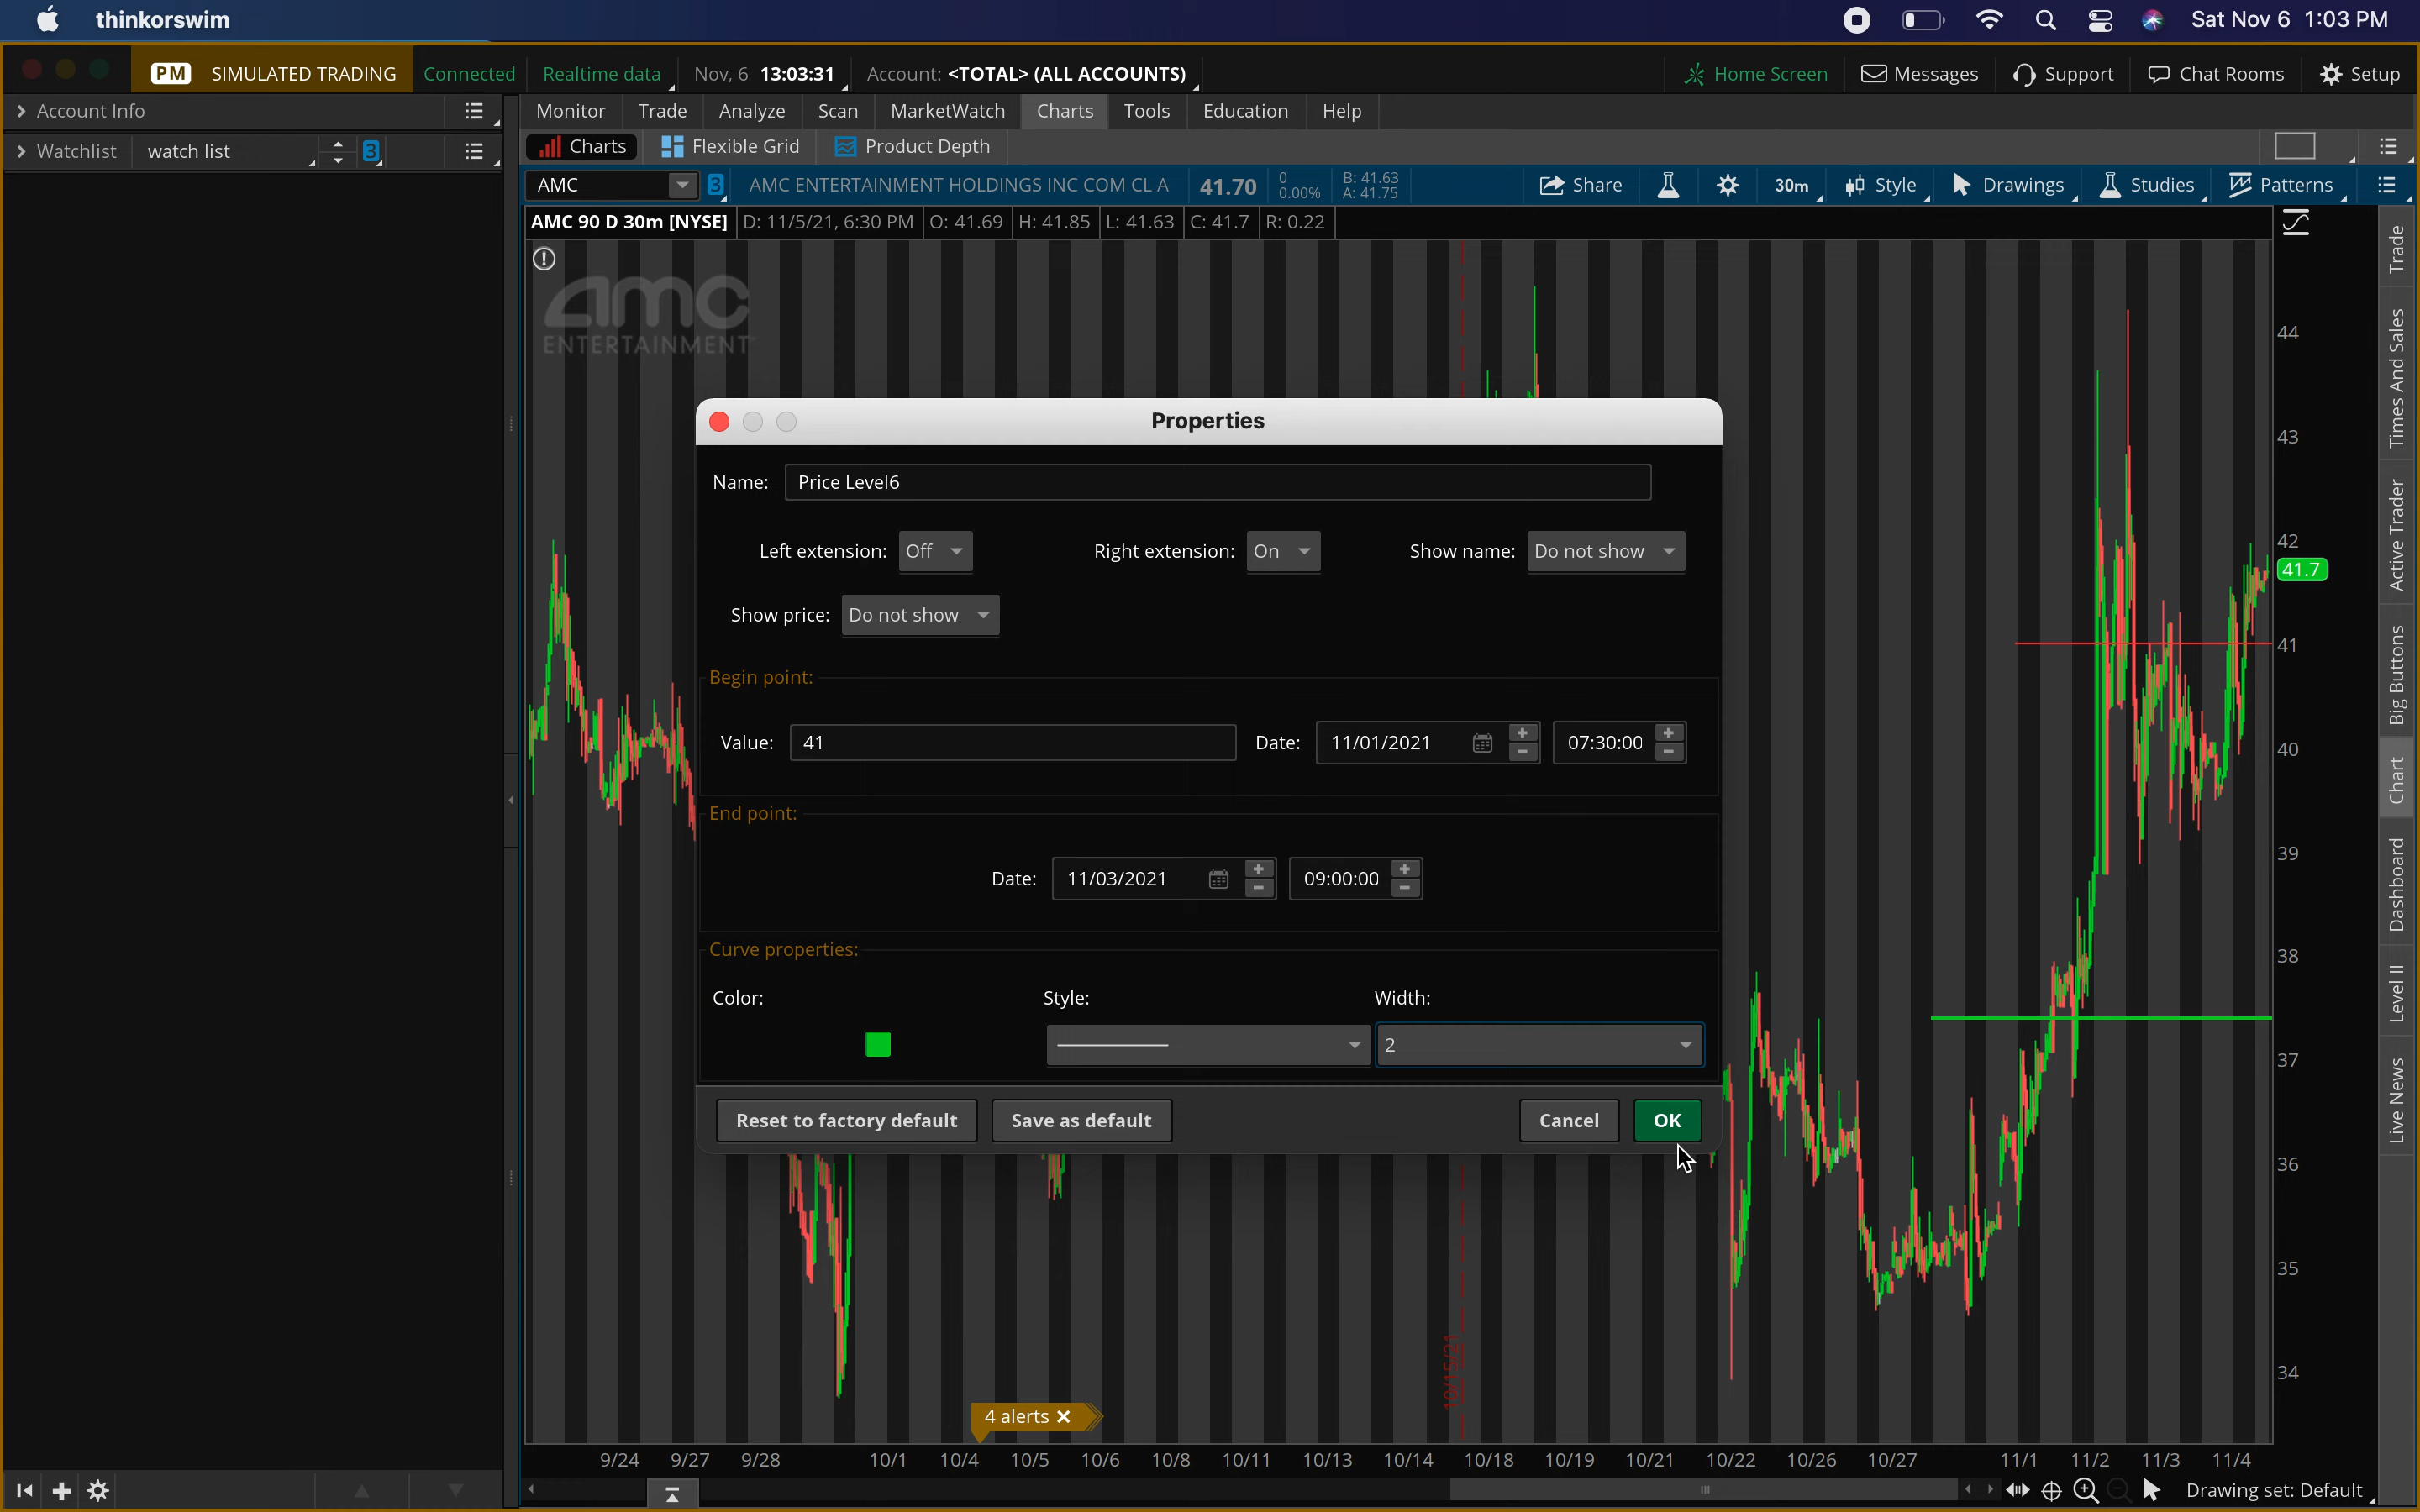 thinkorswim
Sat Nov 6 1:03 PM
PM SIMULATED TRADING Connected Realtime data Nov, 6 13:03:31 Account: <TOTAL> (ALL ACCOUNTS) Home Screen Messages Support Chat Rooms Setup
Account Info
Monitor Trade Analyze Scan MarketWatch Charts Tools Education Help
Watchlist watch list 3
Charts Flexible Grid Product Depth
AMC 3 AMC ENTERTAINMENT HOLDINGS INC COM CL A 41.70 0 0.00% B: 41.63 A: 41.75 Share 30m Style Drawings Studies Patterns
AMC 90 D 30m [NYSE] D: 11/5/21, 6:30 PM O: 41.69 H: 41.85 L: 41.63 C: 41.7 R: 0.22
amc
ENTERTAINMENT
Properties
Name: Price Level6
Left extension: Off Right extension: On Show name: Do not show
Show price: Do not show
Begin point:
Value: 41 Date: 11/01/2021 07:30:00
End point:
Date: 11/03/2021 09:00:00
Curve properties:
Color: Style: Width:
2
Reset to factory default Save as default Cancel OK
44
43
42
41.7
41
40
39
38
37
36
35
34
Trade
Times And Sales
Active Trader
Big Buttons
Chart
Dashboard
Level II
Live News
10/15/21
4 alerts
9/24 9/27 9/28 10/1 10/4 10/5 10/6 10/8 10/11 10/13 10/14 10/18 10/19 10/21 10/22 10/26 10/27 11/1 11/2 11/3 11/4
Drawing set: Default